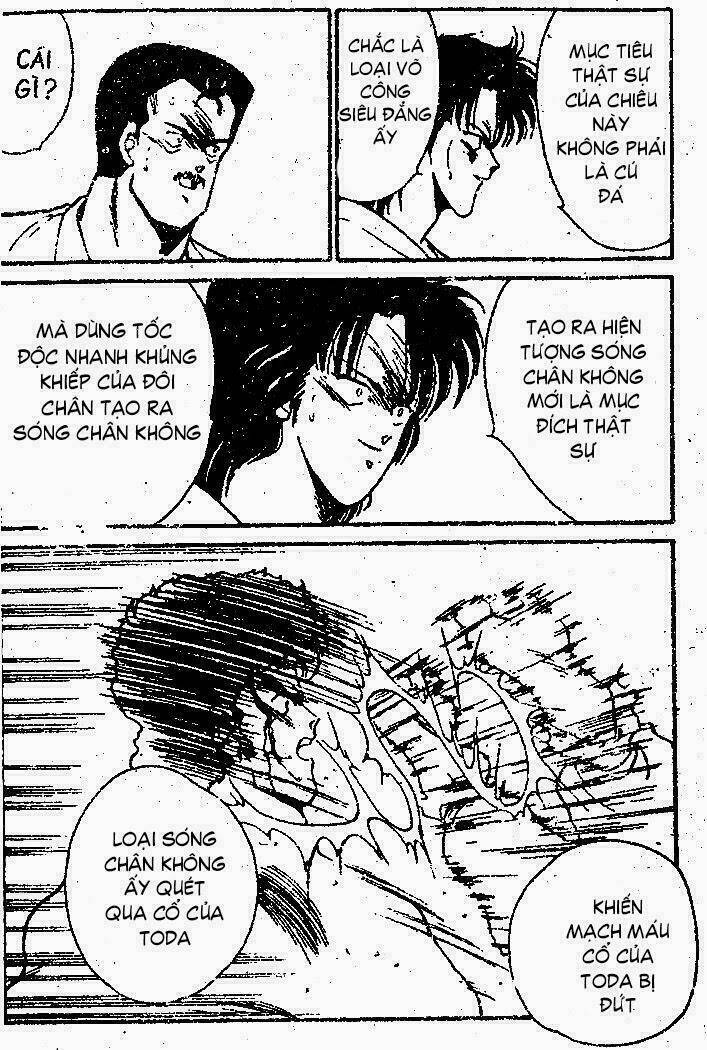 MỤC TIÊU
THẬT SỰ
CỦA CHIÊU
NÀY
KHÔNG PHẢI
LÀ CÚ
ĐÁ
CHẮC LÀ
LOẠI VÕ
CÔNG
SIÊU ĐẲNG
ẤY
CÁI
GÌ?
TẠO RA HIỆN
TƯỢNG SÓNG
CHÂN KHÔNG
MỚI LÀ MỤC
ĐÍCH THẬT
SỰ
MÀ DÙNG TỐC
ĐỘC NHANH KHỦNG
KHIẾP CỦA ĐÔI
CHÂN TẠO RA
SÓNG CHÂN KHÔNG
LOẠI SÓNG
CHÂN KHÔNG
ẤY QUÉT
QUA CỔ CỦA
TODA
KHIẾN
MẠCH MÁU
CỔ CỦA
TODA BỊ
ĐỨT